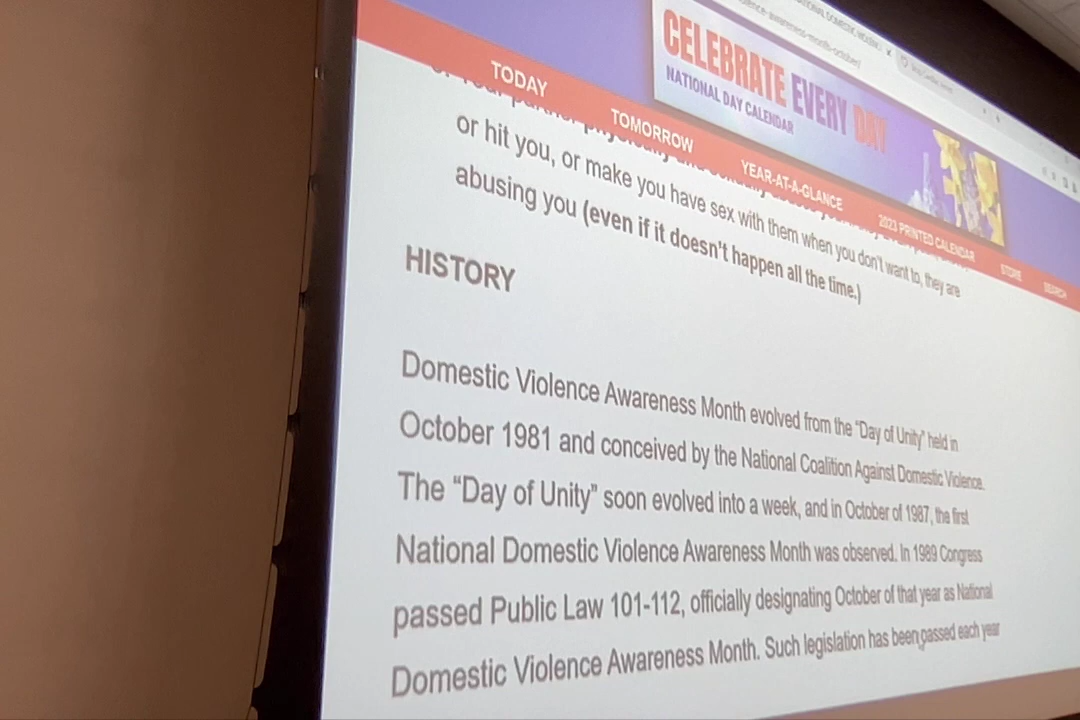 CELEBRATE EVERY DAY
NATIONAL DAY CALENDAR
TODAY
TOMORROW
YEAR-AT-A-GLANCE
2023 PRINTED CALENDAR
STORE
SEARCH
or hit you, or make you have sex with them when you don't want to, they are
abusing you (even if it doesn't happen all the time.)
HISTORY
Domestic Violence Awareness Month evolved from the “Day of Unity” held in
October 1981 and conceived by the National Coalition Against Domestic Violence.
The “Day of Unity” soon evolved into a week, and in October of 1987, the first
National Domestic Violence Awareness Month was observed. In 1989 Congress
passed Public Law 101-112, officially designating October of that year as National
Domestic Violence Awareness Month. Such legislation has been passed each year